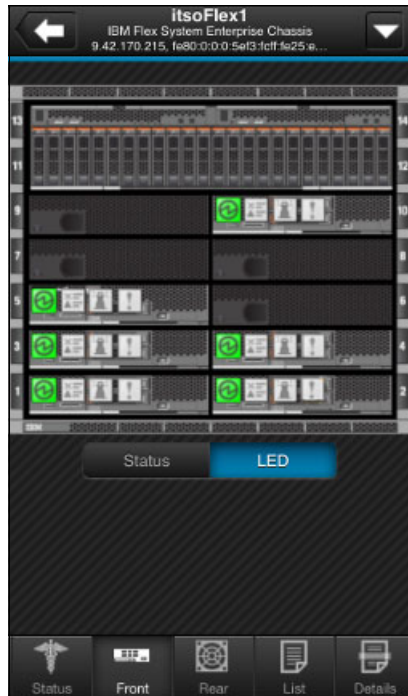 itsoFlex1
IBM Flex System Enterprise Chassis
9.42.170.215, fe80:0:0:0:5ef3:fcff:fe25:e...
13 14
11 12
9 10
7 8
5 6
3 4
1 2
IBM
Status LED
Status Front Rear List Details